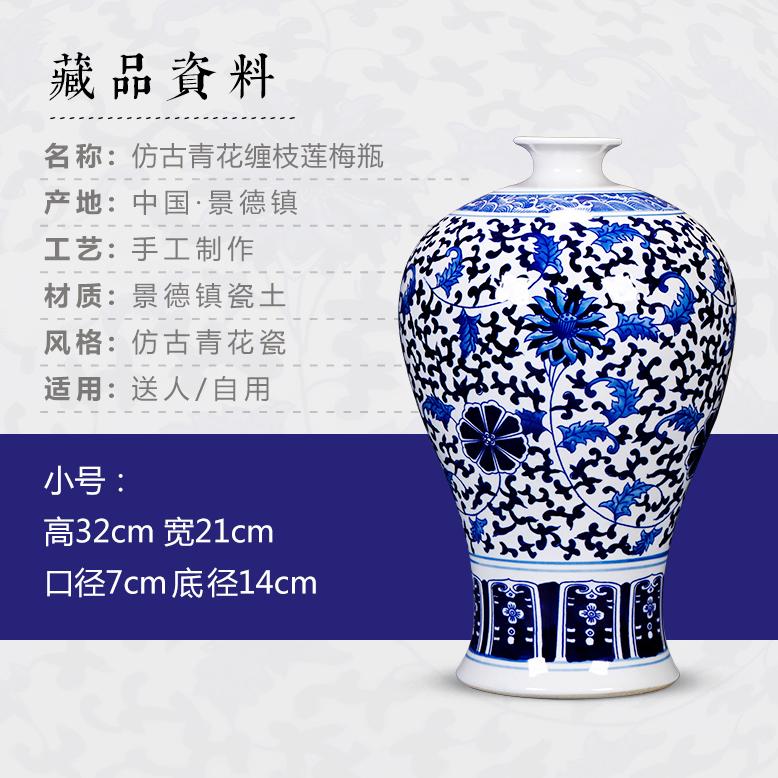 藏品資料
名称: 仿古青花缠枝莲梅瓶
产地: 中国·景德镇
工艺: 手工制作
材质: 景德镇瓷土
风格: 仿古青花瓷
适用: 送人/自用
小号:
高32cm 宽21cm
口径7cm 底径14cm